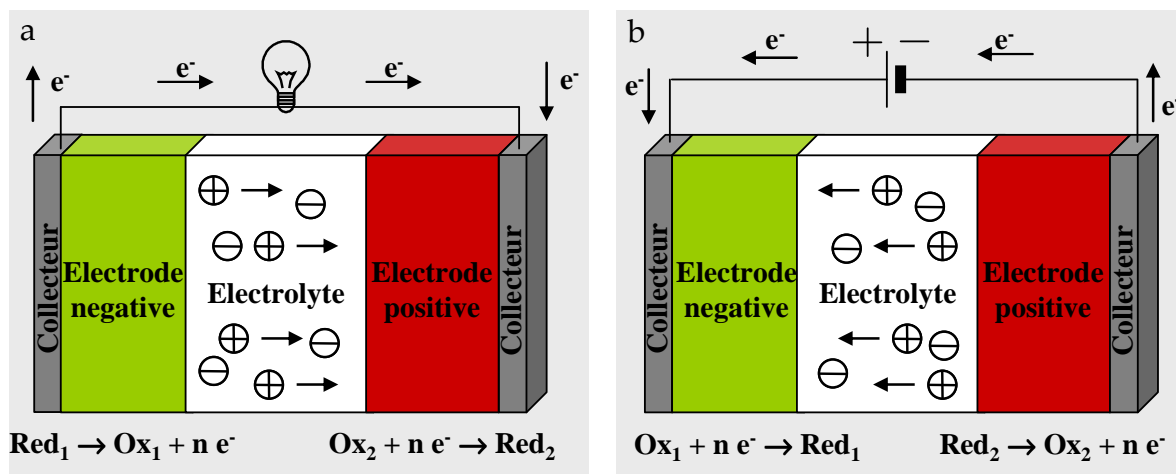 a
e-
e-
e-
e-
Collecteur
Electrode
negative
Electrolyte
Electrode
positive
Collecteur
Red₁ → Ox₁ + n e-
Ox₂ + n e- → Red₂
b
e-
+ −
e-
e-
e-
Collecteur
Electrode
negative
Electrolyte
Electrode
positive
Collecteur
Ox₁ + n e- → Red₁
Red₂ → Ox₂ + n e-